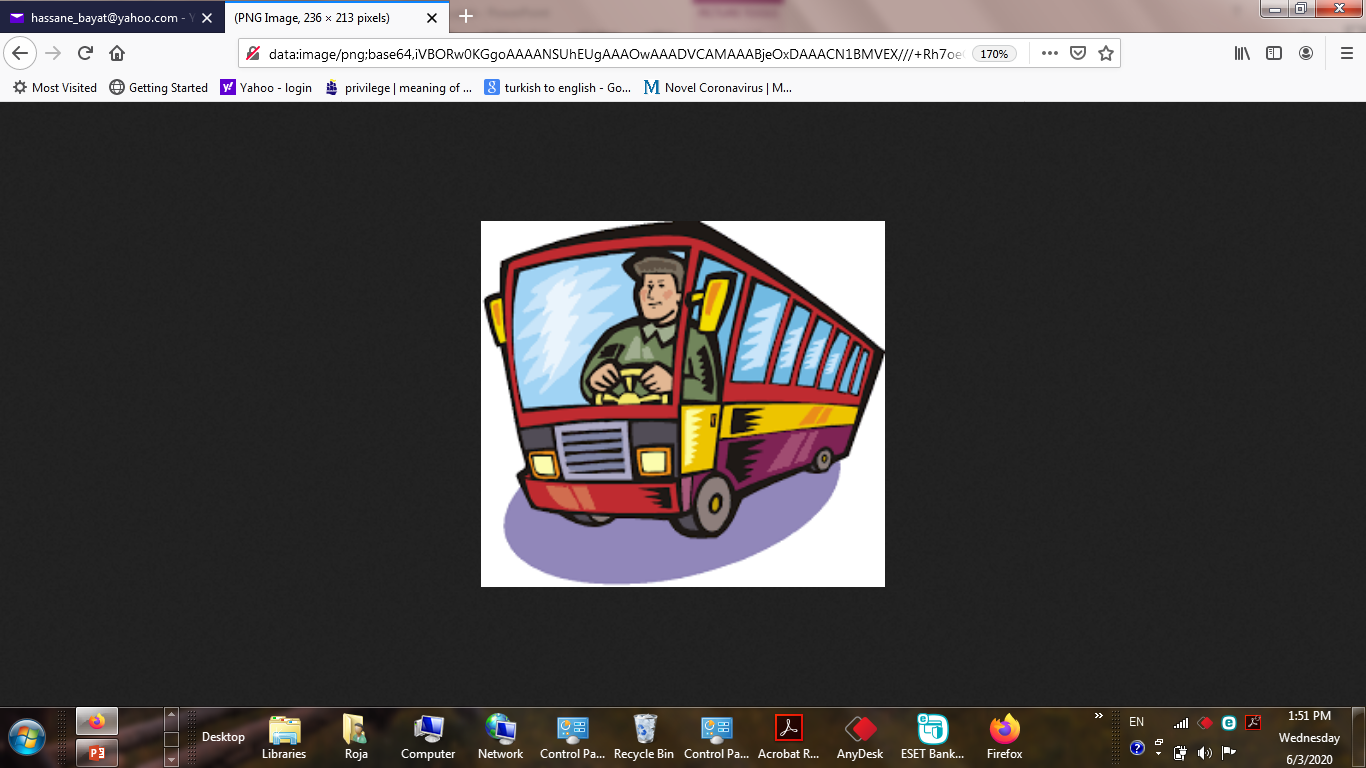 hassane_bayat@yahoo.com - Y
(PNG Image, 236 × 213 pixels)
data:image/png;base64,iVBORw0KGgoAAAANSUhEUgAAAOwAAADVCAMAAABjeOxDAAACN1BMVEX///+Rh7oe
170%
Most Visited
Getting Started
Yahoo - login
privilege | meaning of ...
turkish to english - Go...
Novel Coronavirus | M...
Desktop
Libraries
Roja
Computer
Network
Control Pa...
Recycle Bin
Control Pa...
Acrobat R...
AnyDesk
ESET Bank...
Firefox
»
EN
1:51 PM
Wednesday
6/3/2020